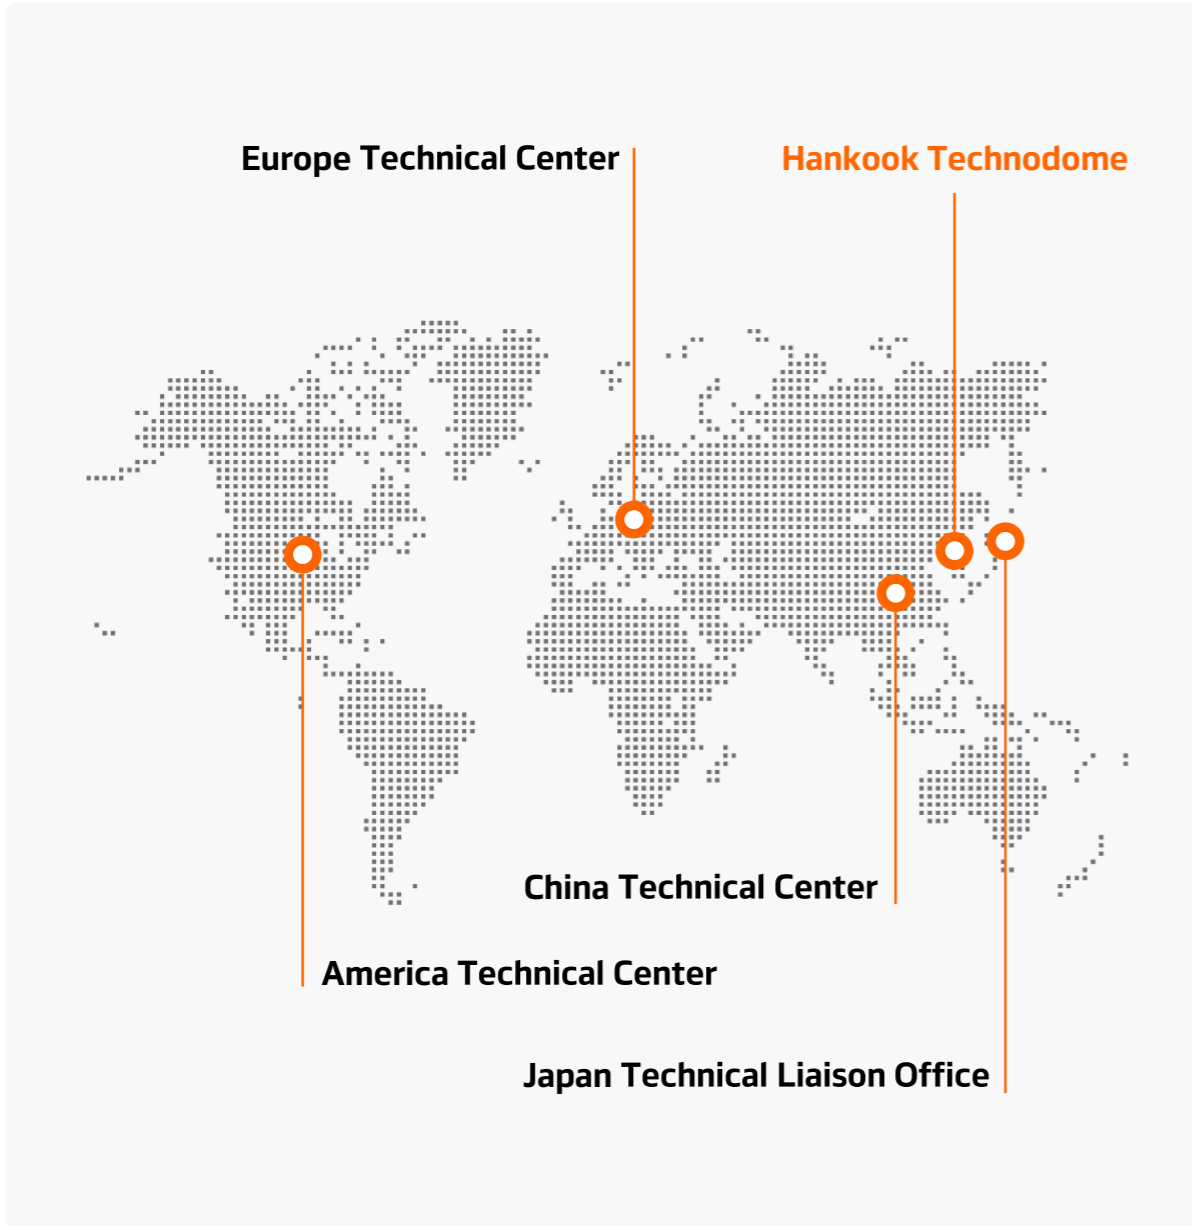 Europe Technical Center
Hankook Technodome
China Technical Center
America Technical Center
Japan Technical Liaison Office